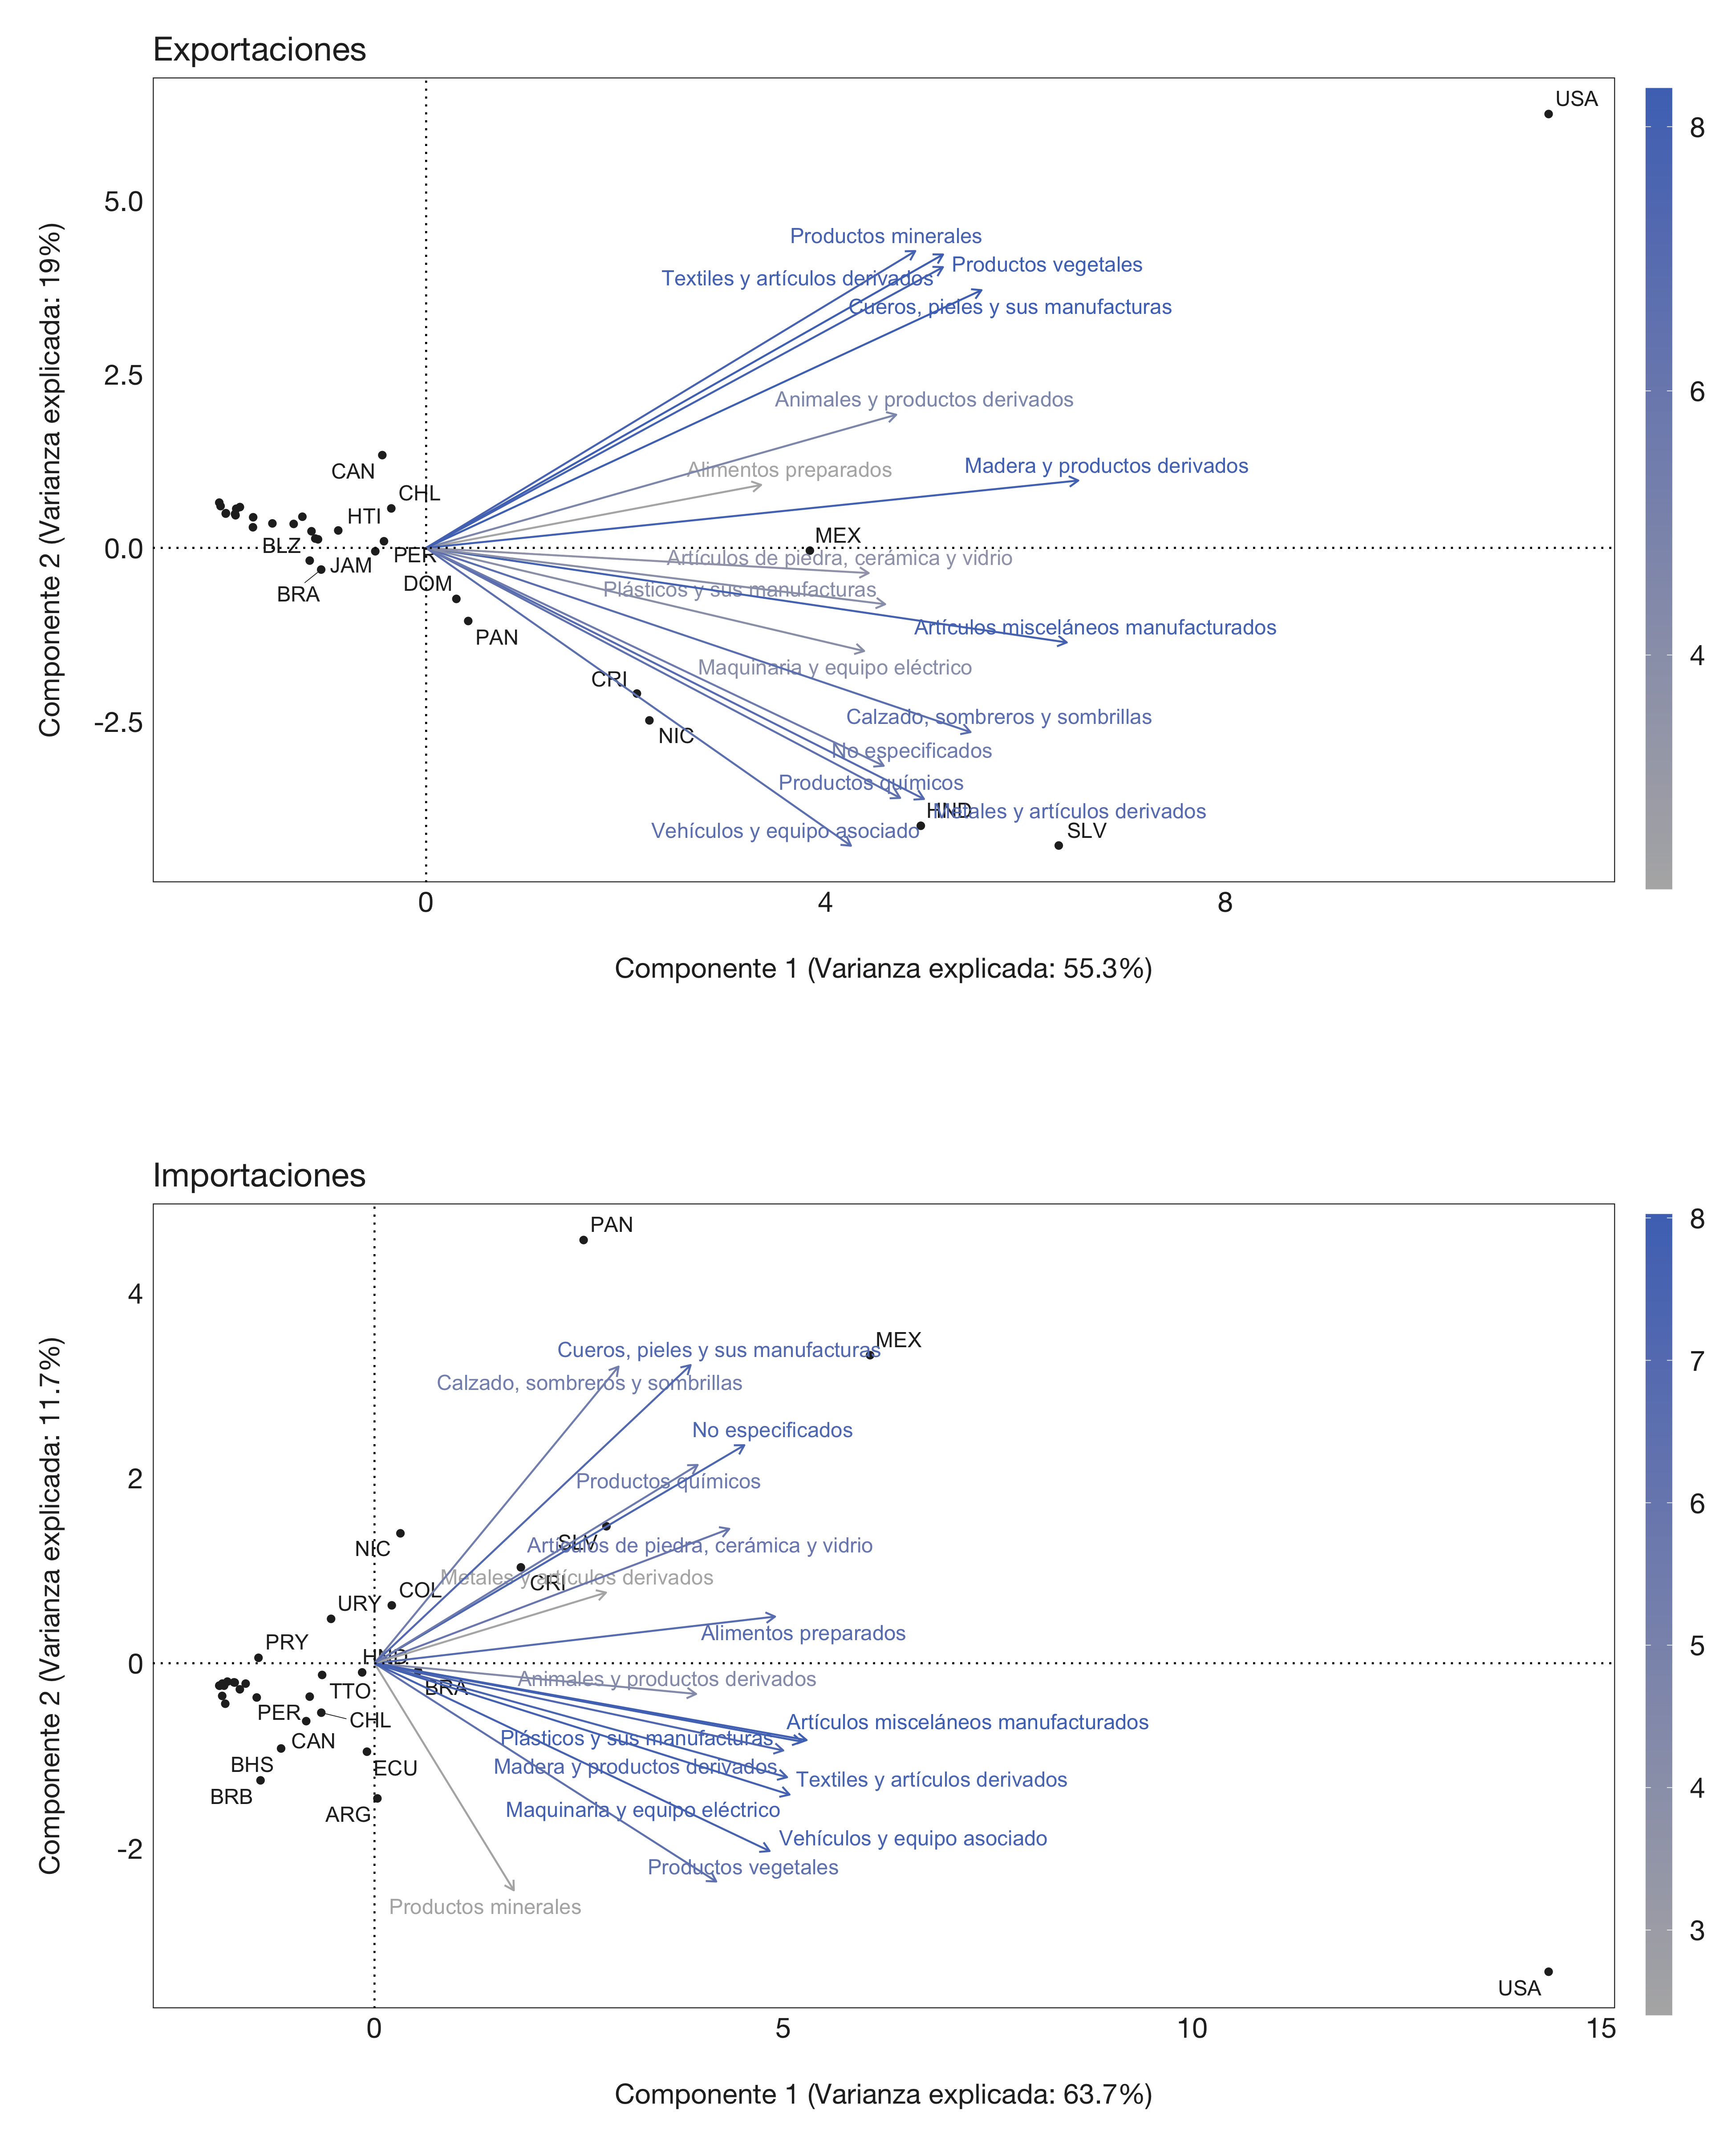 Exportaciones
USA
8
5.0
Productos minerales
Productos vegetales
Textiles y artículos derivados
Cueros, pieles y sus manufacturas
6
2.5
Animales y productos derivados
Alimentos preparados
Madera y productos derivados
CAN
CHL
HTI
MEX
0.0
BLZ
JAM
PER
Artículos de piedra, cerámica y vidrio
DOM
BRA
Plásticos y sus manufacturas
PAN
Artículos misceláneos manufacturados
4
Maquinaria y equipo eléctrico
CRI
-2.5
NIC
Calzado, sombreros y sombrillas
No especificados
Productos químicos
HND
Metales y artículos derivados
Vehículos y equipo asociado
SLV
0
4
8
Componente 1 (Varianza explicada: 55.3%)
Componente 2 (Varianza explicada: 19%)
Importaciones
PAN
8
4
MEX
Cueros, pieles y sus manufacturas
7
Calzado, sombreros y sombrillas
No especificados
2
Productos químicos
6
NIC
SLV
Artículos de piedra, cerámica y vidrio
Metales y artículos derivados
CRI
COL
URY
Alimentos preparados
PRY
HND
0
5
Animales y productos derivados
BRA
TTO
PER
CHL
Artículos misceláneos manufacturados
CAN
Plásticos y sus manufacturas
BHS
ECU
Madera y productos derivados
Textiles y artículos derivados
4
BRB
ARG
Maquinaria y equipo eléctrico
-2
Vehículos y equipo asociado
Productos vegetales
Productos minerales
3
USA
0
5
10
15
Componente 1 (Varianza explicada: 63.7%)
Componente 2 (Varianza explicada: 11.7%)